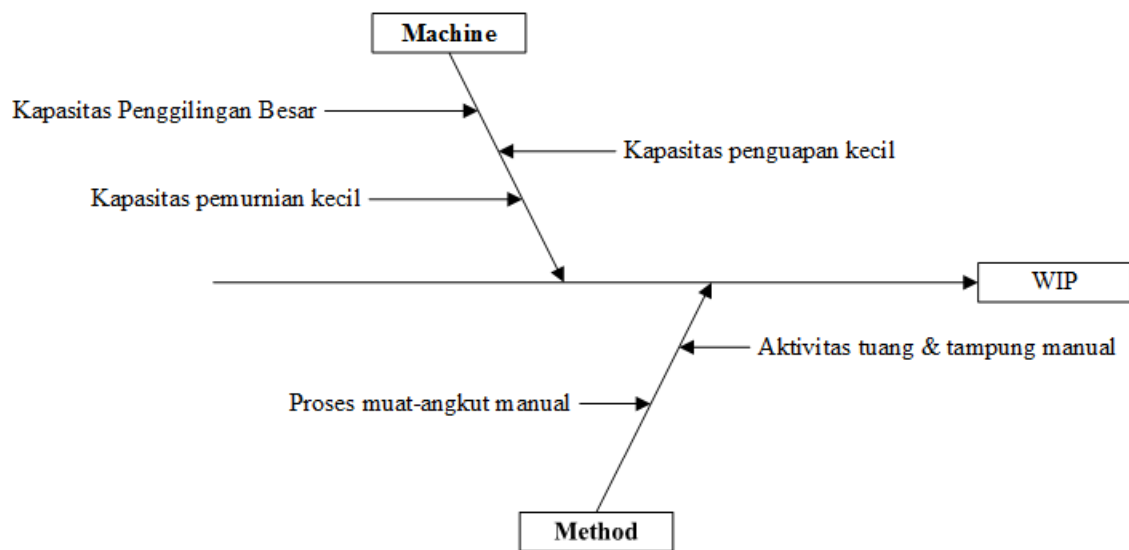 Machine
Kapasitas Penggilingan Besar
Kapasitas penguapan kecil
Kapasitas pemurnian kecil
WIP
Aktivitas tuang & tampung manual
Proses muat-angkut manual
Method